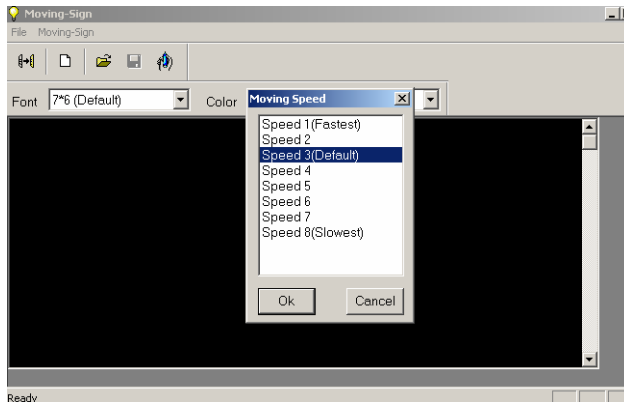 Moving-Sign
File Moving-Sign
Font 7*6 (Default) Color
Moving Speed
Speed 1(Fastest)
Speed 2
Speed 3(Default)
Speed 4
Speed 5
Speed 6
Speed 7
Speed 8(Slowest)
Ok Cancel
Ready